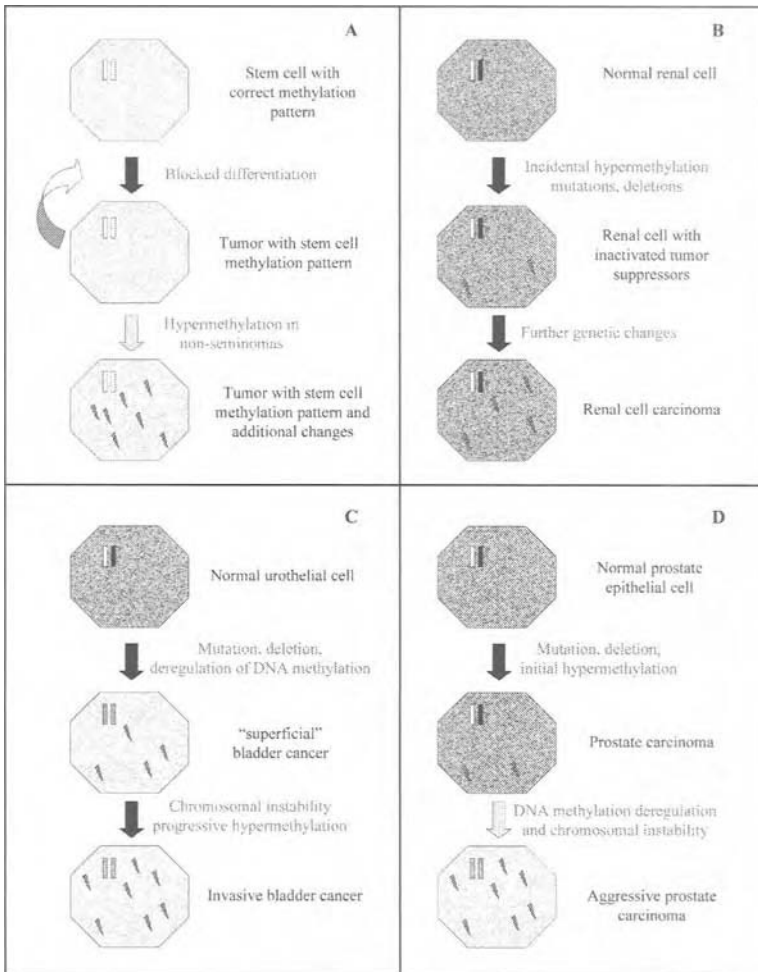 A
Stem cell with
correct methylation
pattern
Blocked differentiation
Tumor with stem cell
methylation pattern
Hypermethylation in
non-seminomas
Tumor with stem cell
methylation pattern and
additional changes
B
Normal renal cell
Incidental hypermethylation
mutations, deletions
Renal cell with
inactivated tumor
suppressors
Further genetic changes
Renal cell carcinoma
C
Normal urothelial cell
Mutation, deletion,
deregulation of DNA methylation
“superficial”
bladder cancer
Chromosomal instability
progressive hypermethylation
Invasive bladder cancer
D
Normal prostate
epithelial cell
Mutation, deletion,
initial hypermethylation
Prostate carcinoma
DNA methylation deregulation
and chromosomal instability
Aggressive prostate
carcinoma